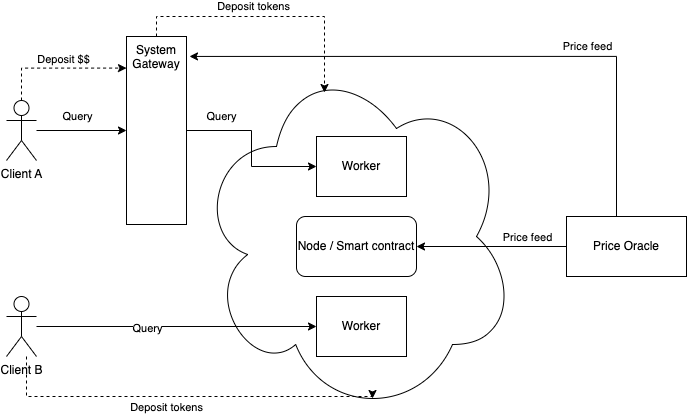 Deposit tokens
System
Gateway
Price feed
Deposit $$
Query
Query
Client A
Worker
Node / Smart contract
Price feed
Price Oracle
Worker
Query
Client B
Deposit tokens